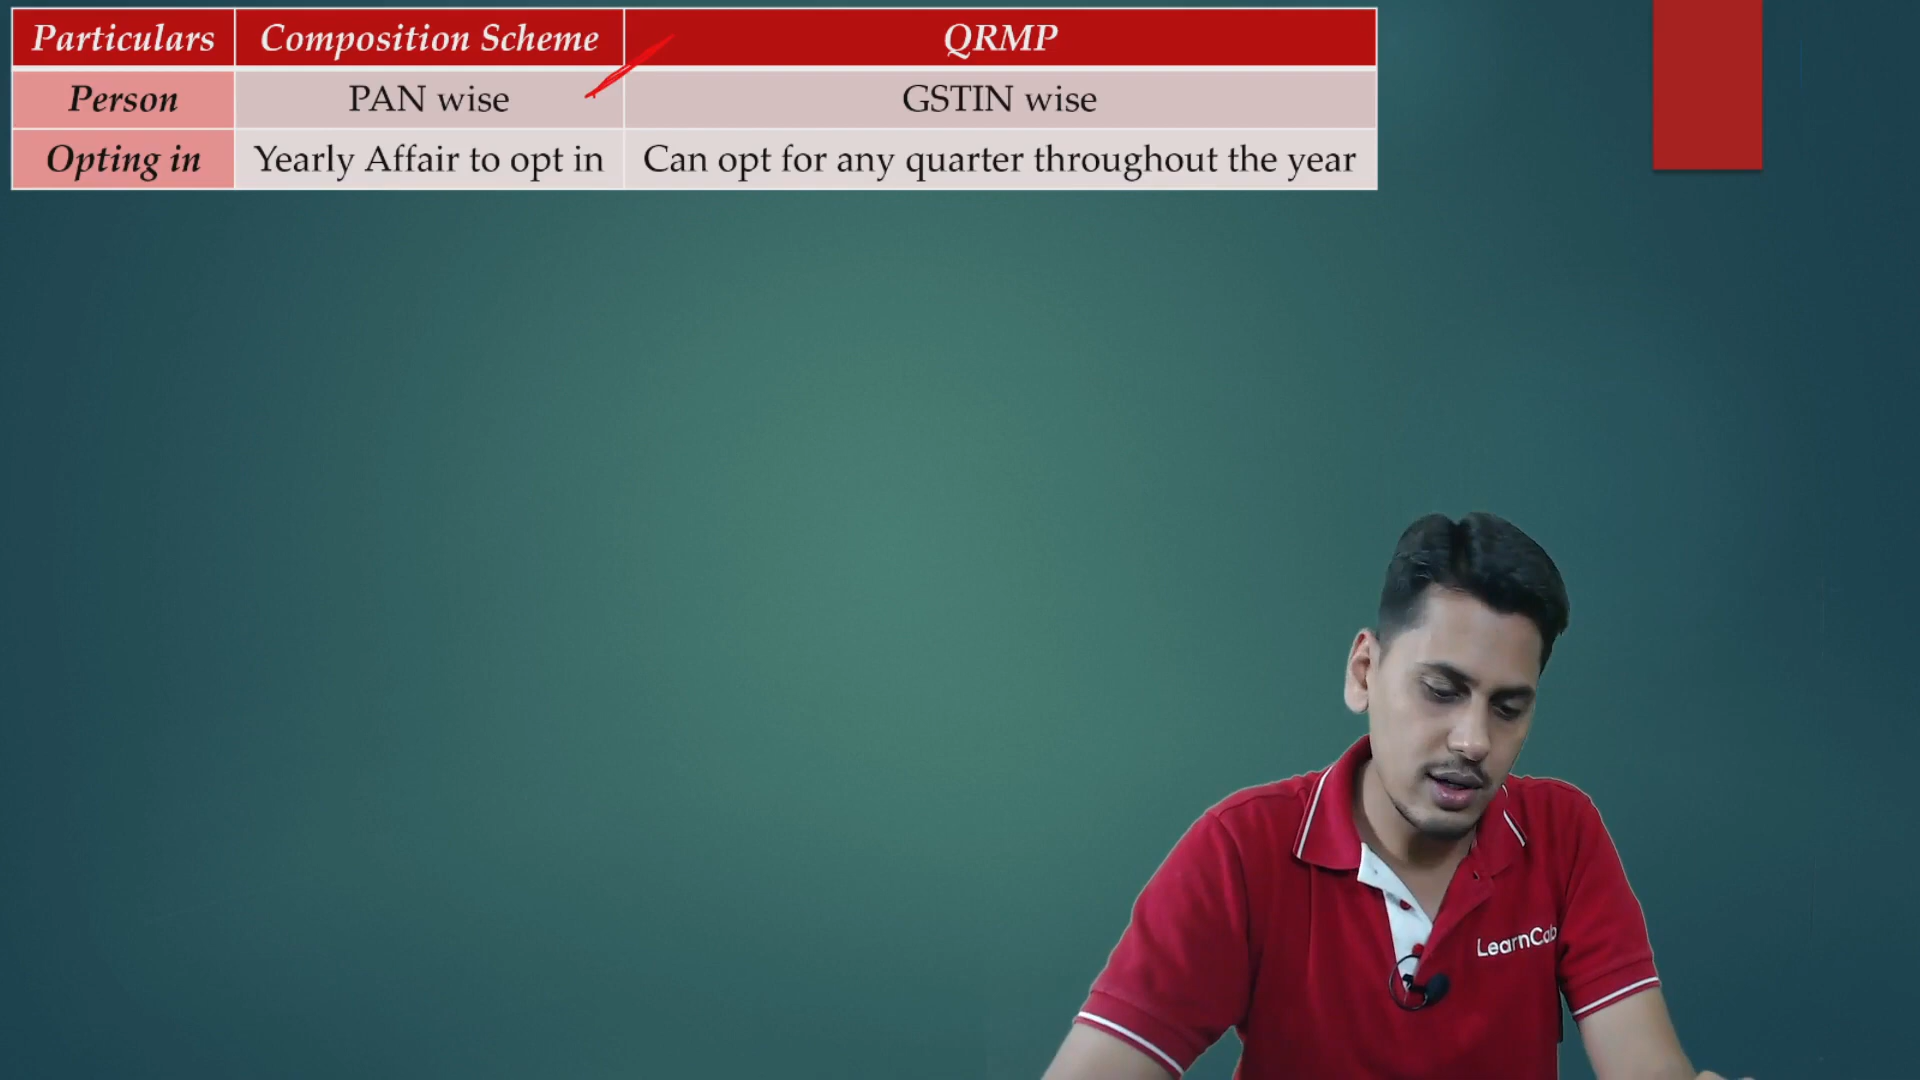 Particulars Composition Scheme QRMP
Person PAN wise GSTIN wise
Opting in Yearly Affair to opt in Can opt for any quarter throughout the year
LearnCab